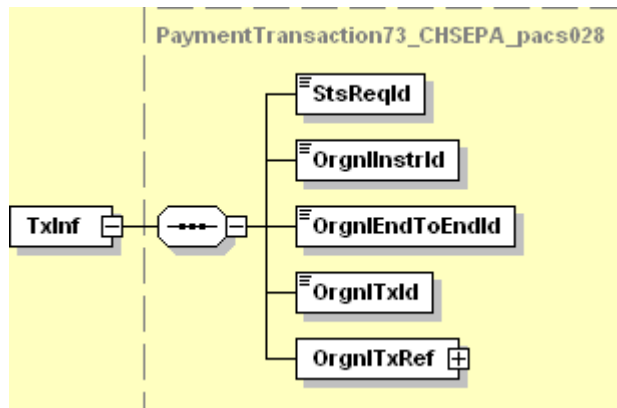 PaymentTransaction73_CHSEPA_pacs028
StsReqId
OrgnlInstrId
TxInf
OrgnlEndToEndId
OrgnlTxId
OrgnlTxRef